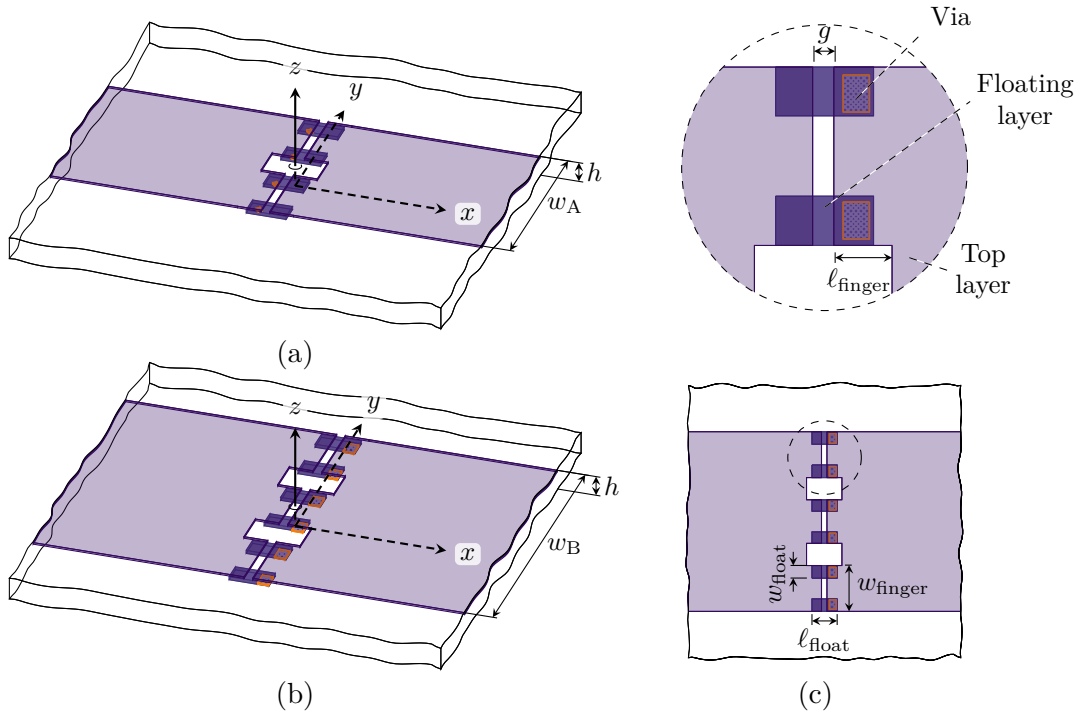 z
y
x
h
w_A
(a)
g
Via
Floating
layer
ℓ_finger
Top
layer
z
y
x
h
w_B
(b)
w_float
w_finger
ℓ_float
(c)